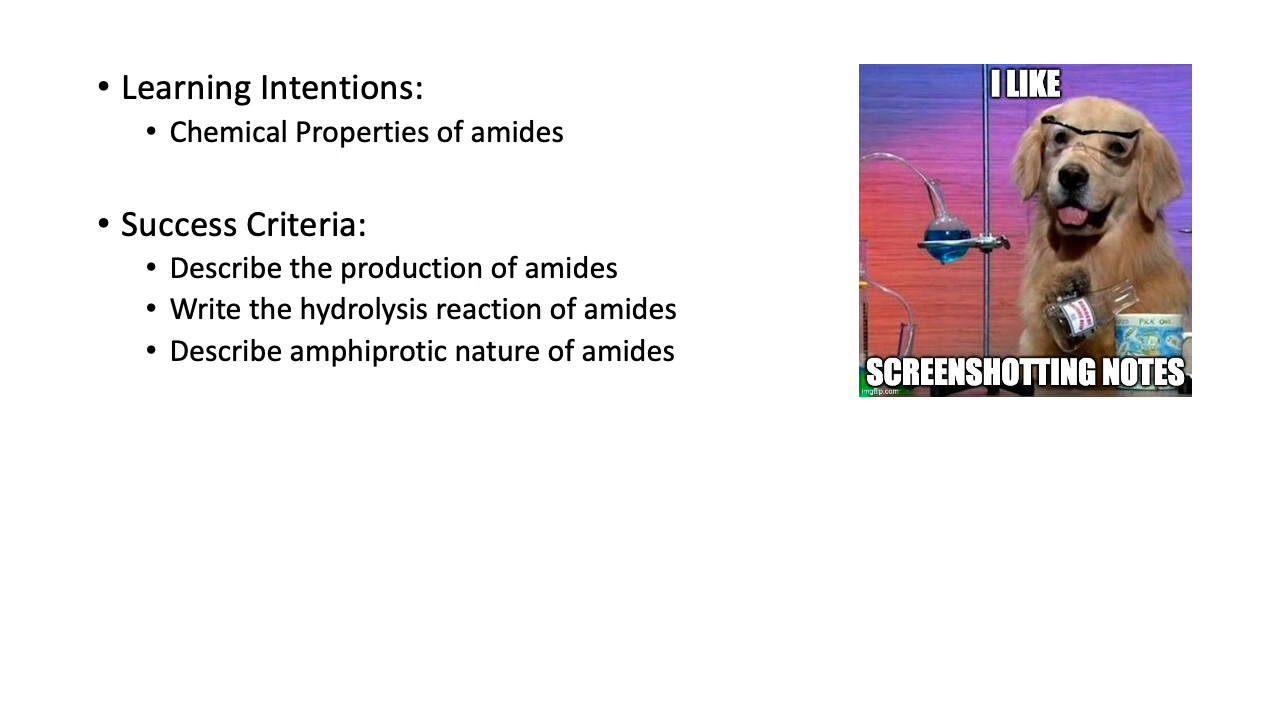 • Learning Intentions:
• Chemical Properties of amides
• Success Criteria:
• Describe the production of amides
• Write the hydrolysis reaction of amides
• Describe amphiprotic nature of amides
I LIKE
SCREENSHOTTING NOTES
imgflip.com